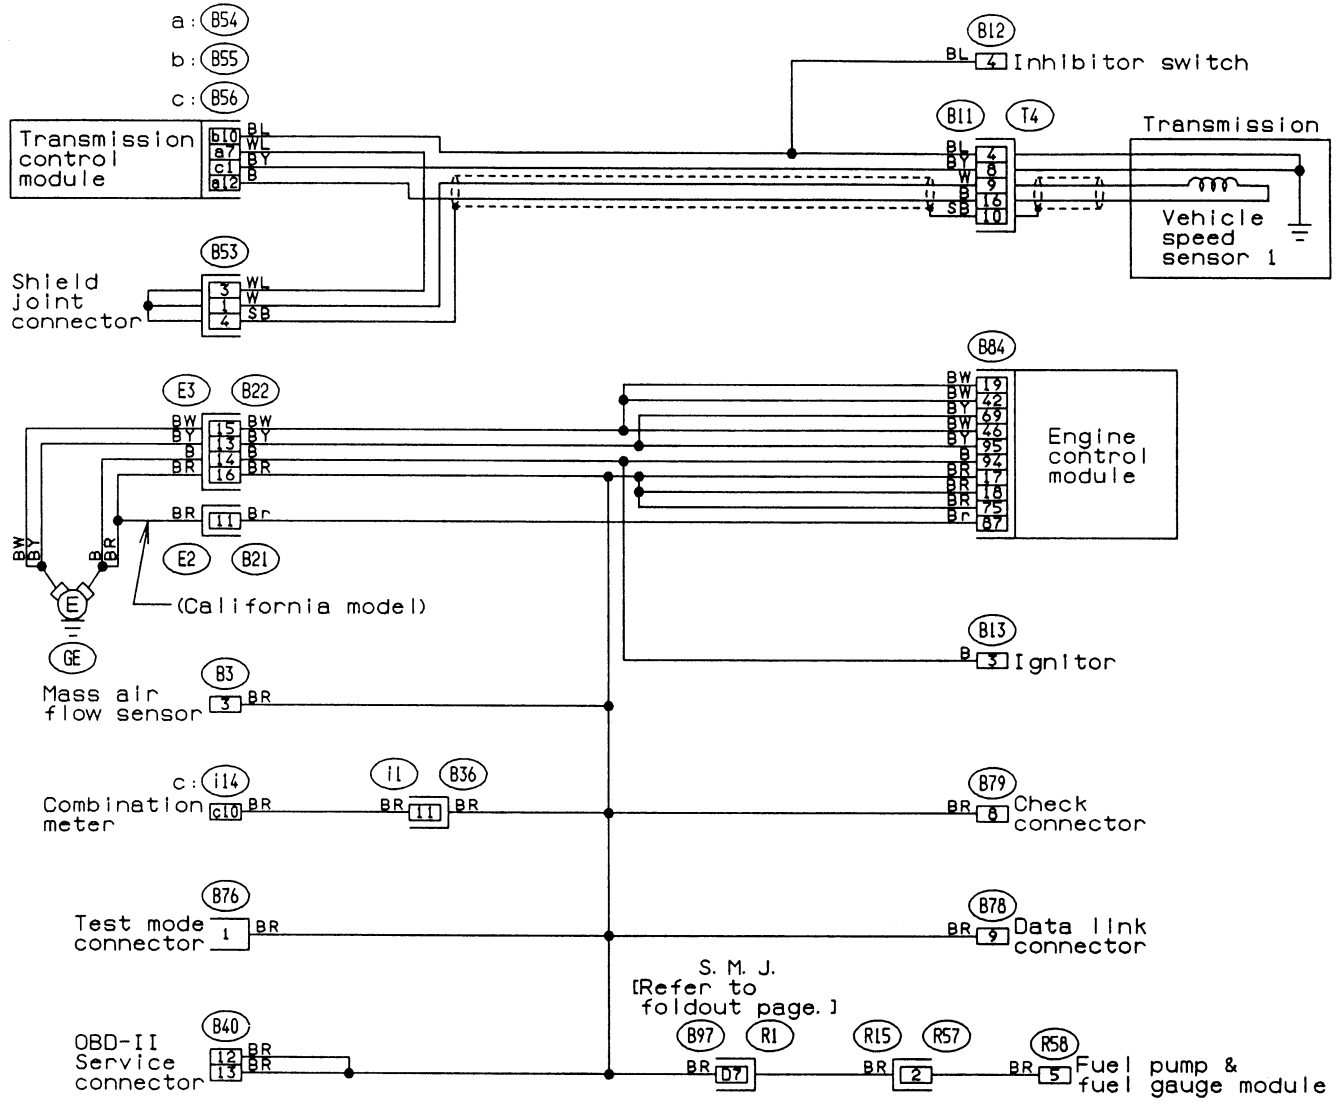 a: B54
b: B55
c: B56
Transmission
control
module
b10 BL
a7 WL
c1 BY
a12 B
B12
BL 4 Inhibitor switch
B11 T4
Transmission
BL 4
BY 8
W 9
B 16
SB 10
Vehicle
speed
sensor 1
B53
Shield
joint
connector
3 WL
1 W
4 SB
E3 B22
BW 15 BW
BY 13 BY
B 14 B
BR 16 BR
BR 11 Br
E2 B21
BW
BY
B
BR
E
(California model)
GE
B84
BW 19
BW 42
BY 69
BW 46
BY 95
B 94
BR 17
BR 18
BR 75
Br 87
Engine
control
module
B13
B 3 Ignitor
B3
Mass air
flow sensor
3 BR
c: i14
Combination
meter
c10 BR
i1 B36
BR 11 BR
B79
BR 8 Check
connector
B76
Test mode
connector
1 BR
B78
BR 9 Data link
connector
S. M. J.
[Refer to
foldout page.]
B40
OBD-II
Service
connector
12 BR
13 BR
B97 R1
BR D7
R15 R57
BR 2
R58
BR 5 Fuel pump &
fuel gauge module